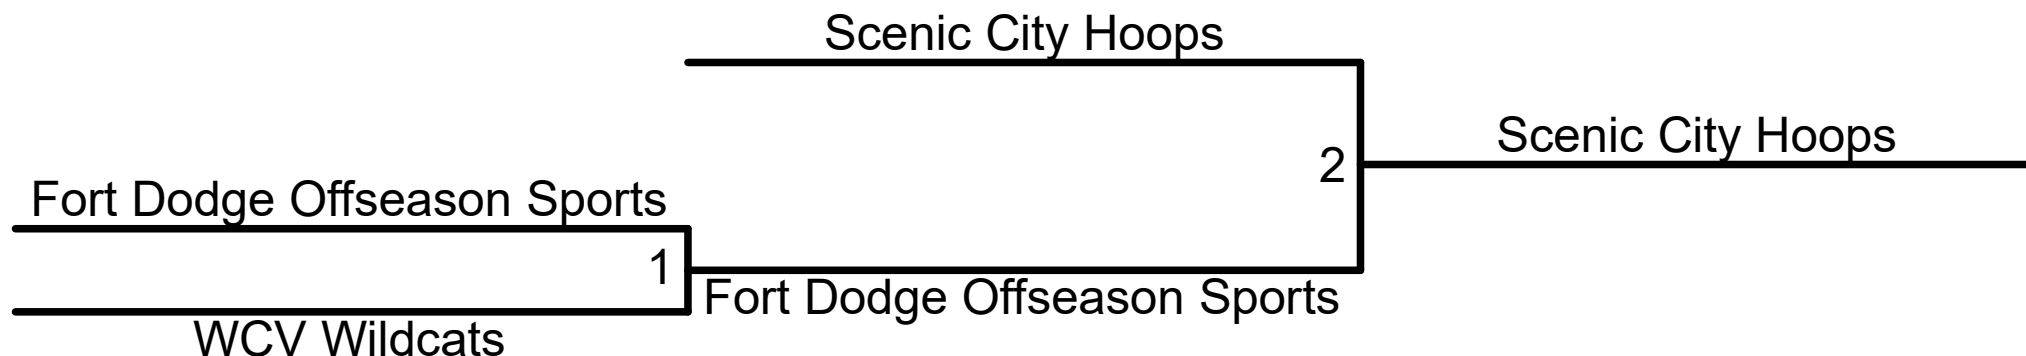 Scenic City Hoops
Scenic City Hoops
2
Fort Dodge Offseason Sports
1
Fort Dodge Offseason Sports
WCV Wildcats